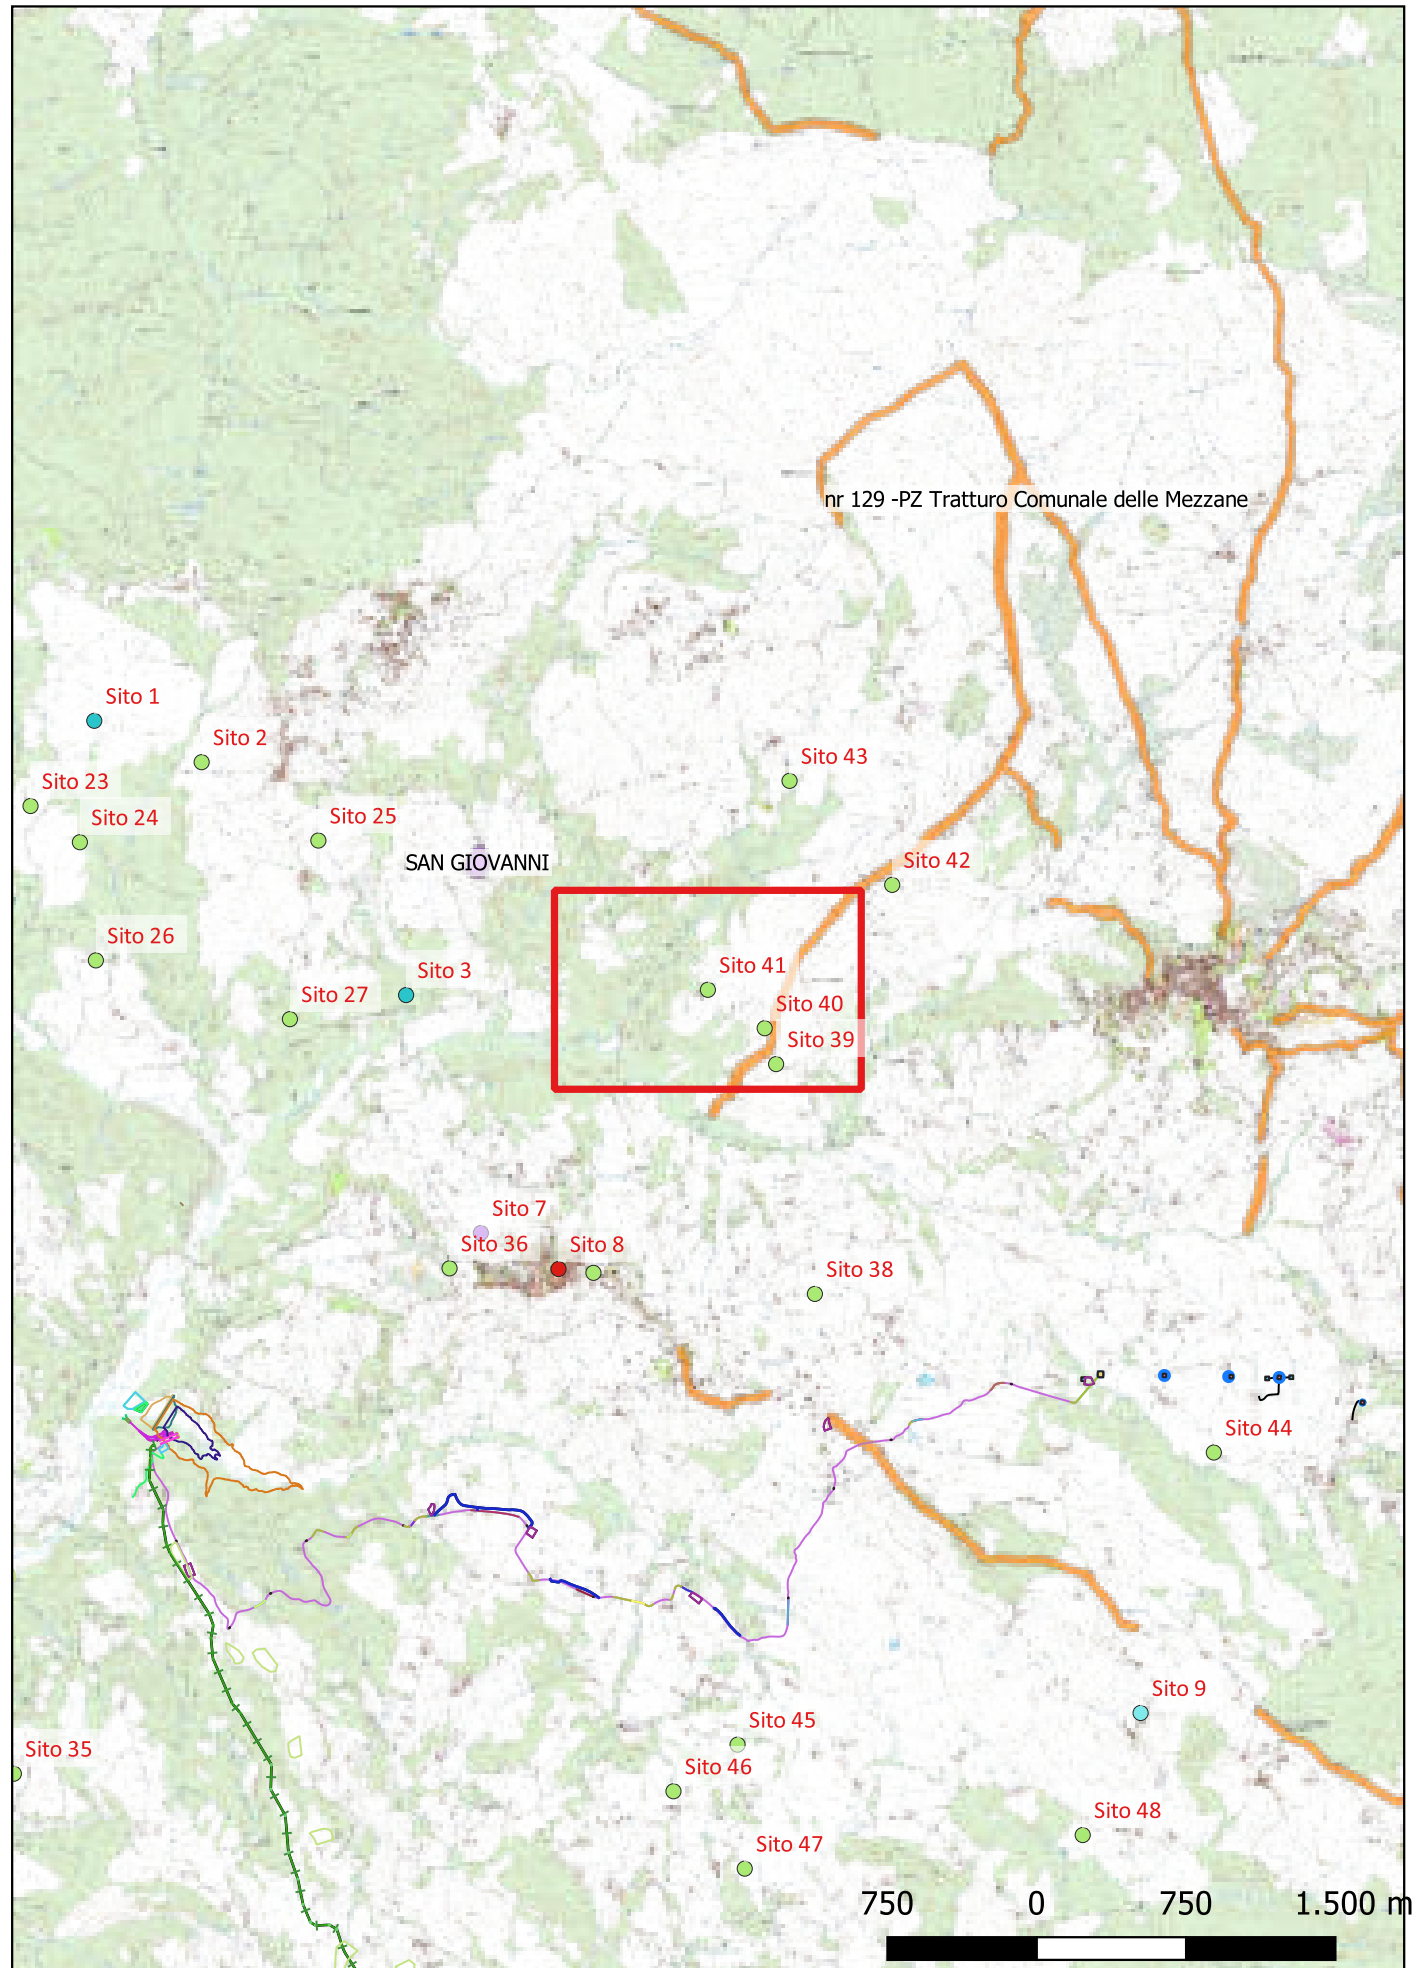 nr 129 -PZ Tratturo Comunale delle Mezzane
Sito 1
Sito 2
Sito 43
Sito 23
Sito 24
Sito 25
SAN GIOVANNI
Sito 42
Sito 26
Sito 3
Sito 41
Sito 27
Sito 40
Sito 39
Sito 7
Sito 36
Sito 8
Sito 38
Sito 44
Sito 9
Sito 45
Sito 35
Sito 46
Sito 48
Sito 47
750 0 750 1.500 m